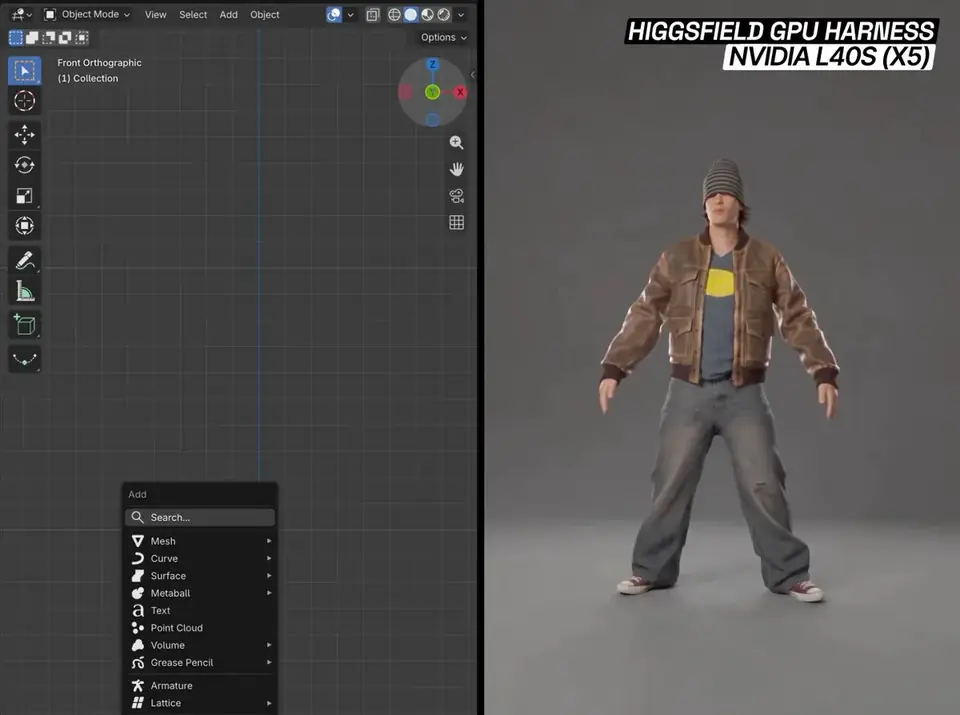 Object Mode View Select Add Object
Options
Front Orthographic
(1) Collection
Z
Y
X
Add
Search...
Mesh
Curve
Surface
Metaball
Text
Point Cloud
Volume
Grease Pencil
Armature
Lattice
HIGGSFIELD GPU HARNESS
NVIDIA L40S (X5)